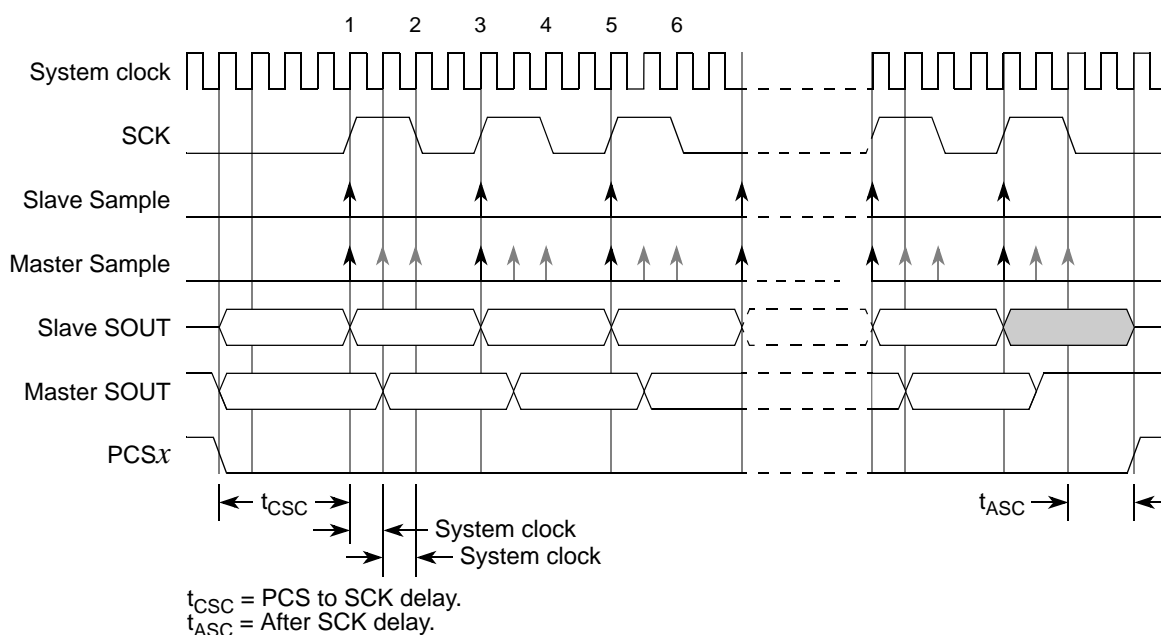 1 2 3 4 5 6
System clock
SCK
Slave Sample
Master Sample
Slave SOUT
Master SOUT
PCSx
tCSC
tASC
System clock
System clock
tCSC = PCS to SCK delay.
tASC = After SCK delay.